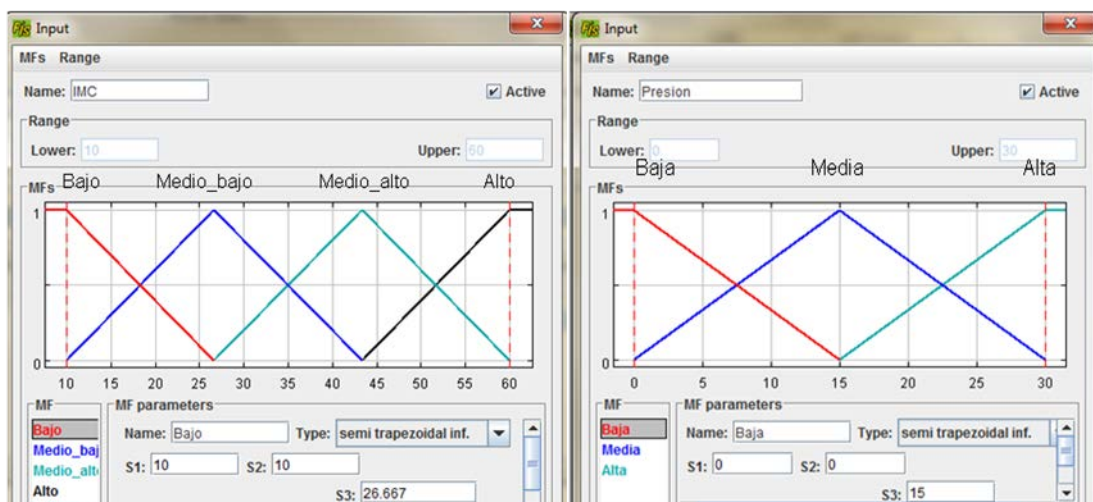 Fis Input
MFs Range
Name: IMC
Active
Range
Lower: 10
Upper: 60
MFs
Bajo Medio_bajo Medio_alto Alto
1
0
10 15 20 25 30 35 40 45 50 55 60
MF
Bajo
Medio_baj
Medio_alt
Alto
MF parameters
Name: Bajo Type: semi trapezoidal inf.
S1: 10 S2: 10
S3: 26.667
Fis Input
MFs Range
Name: Presion
Active
Range
Lower: 0.
Upper: 30
MFs
Baja Media Alta
1
0
0 5 10 15 20 25 30
MF
Baja
Media
Alta
MF parameters
Name: Baja Type: semi trapezoidal inf.
S1: 0 S2: 0
S3: 15